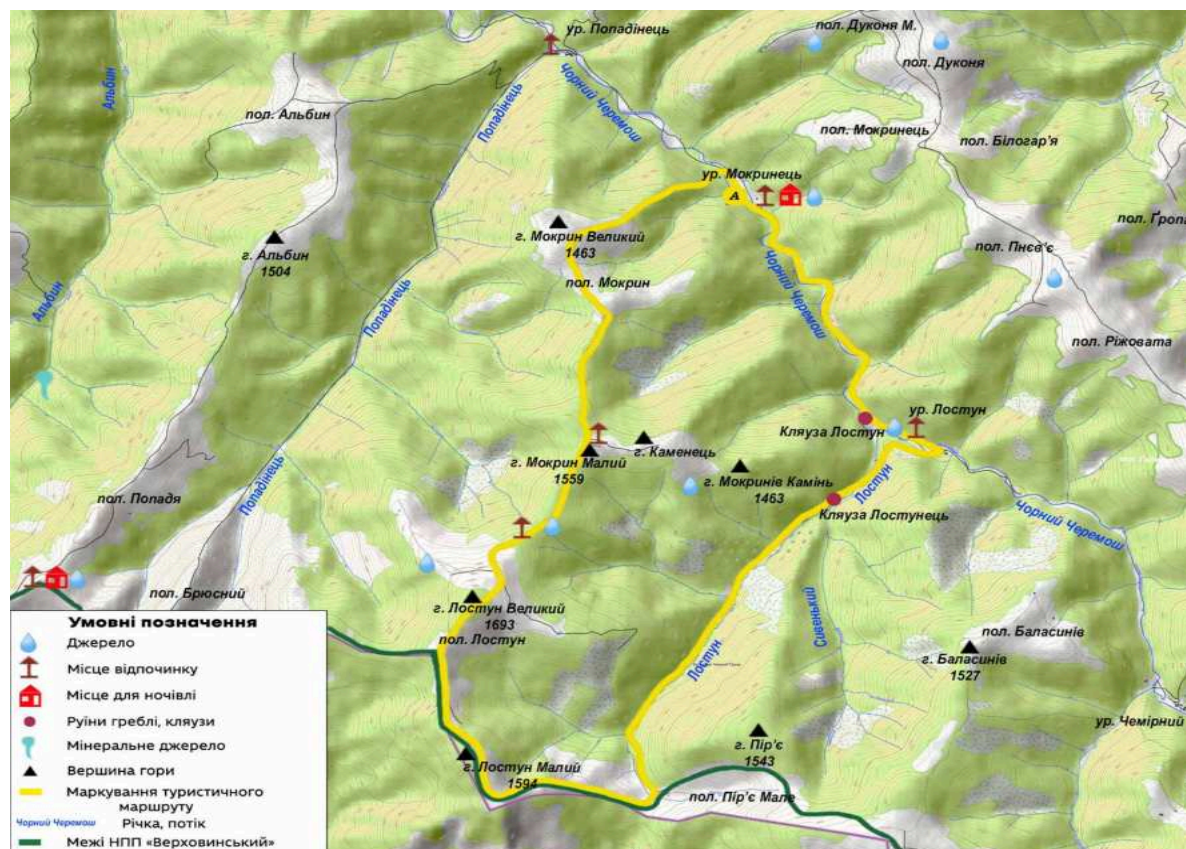 ур. Попадінець
пол. Дуконя М.
пол. Дуконя
Альбин
Чорний Черемош
Попадінець
пол. Альбин
пол. Мокринець
пол. Білогар'я
ур. Мокринець
А
г. Мокрин Великий
1463
г. Альбин
1504
пол. Пнєв'є
пол. Мокрин
Чорний Черемош
Альбин
Попадінець
пол. Ріжовата
ур. Лостун
Кляуза Лостун
г. Каменець
г. Мокрин Малий
1559
г. Мокринів Камінь
1463
Лостун
Попадінець
пол. Попадя
Кляуза Лостунець
Чорний Черемош
пол. Брюсний
г. Лостун Великий
1693
пол. Лостун
Сивенький
пол. Баласинів
г. Баласинів
1527
Лостун
ур. Чемірний
г. Пір'є
1543
г. Лостун Малий
1594
пол. Пір'є Мале
Умовні позначення
Джерело
Місце відпочинку
Місце для ночівлі
Руїни греблі, кляузи
Мінеральне джерело
Вершина гори
Маркування туристичного
маршруту
Чорний Черемош Річка, потік
Межі НПП «Верховинський»